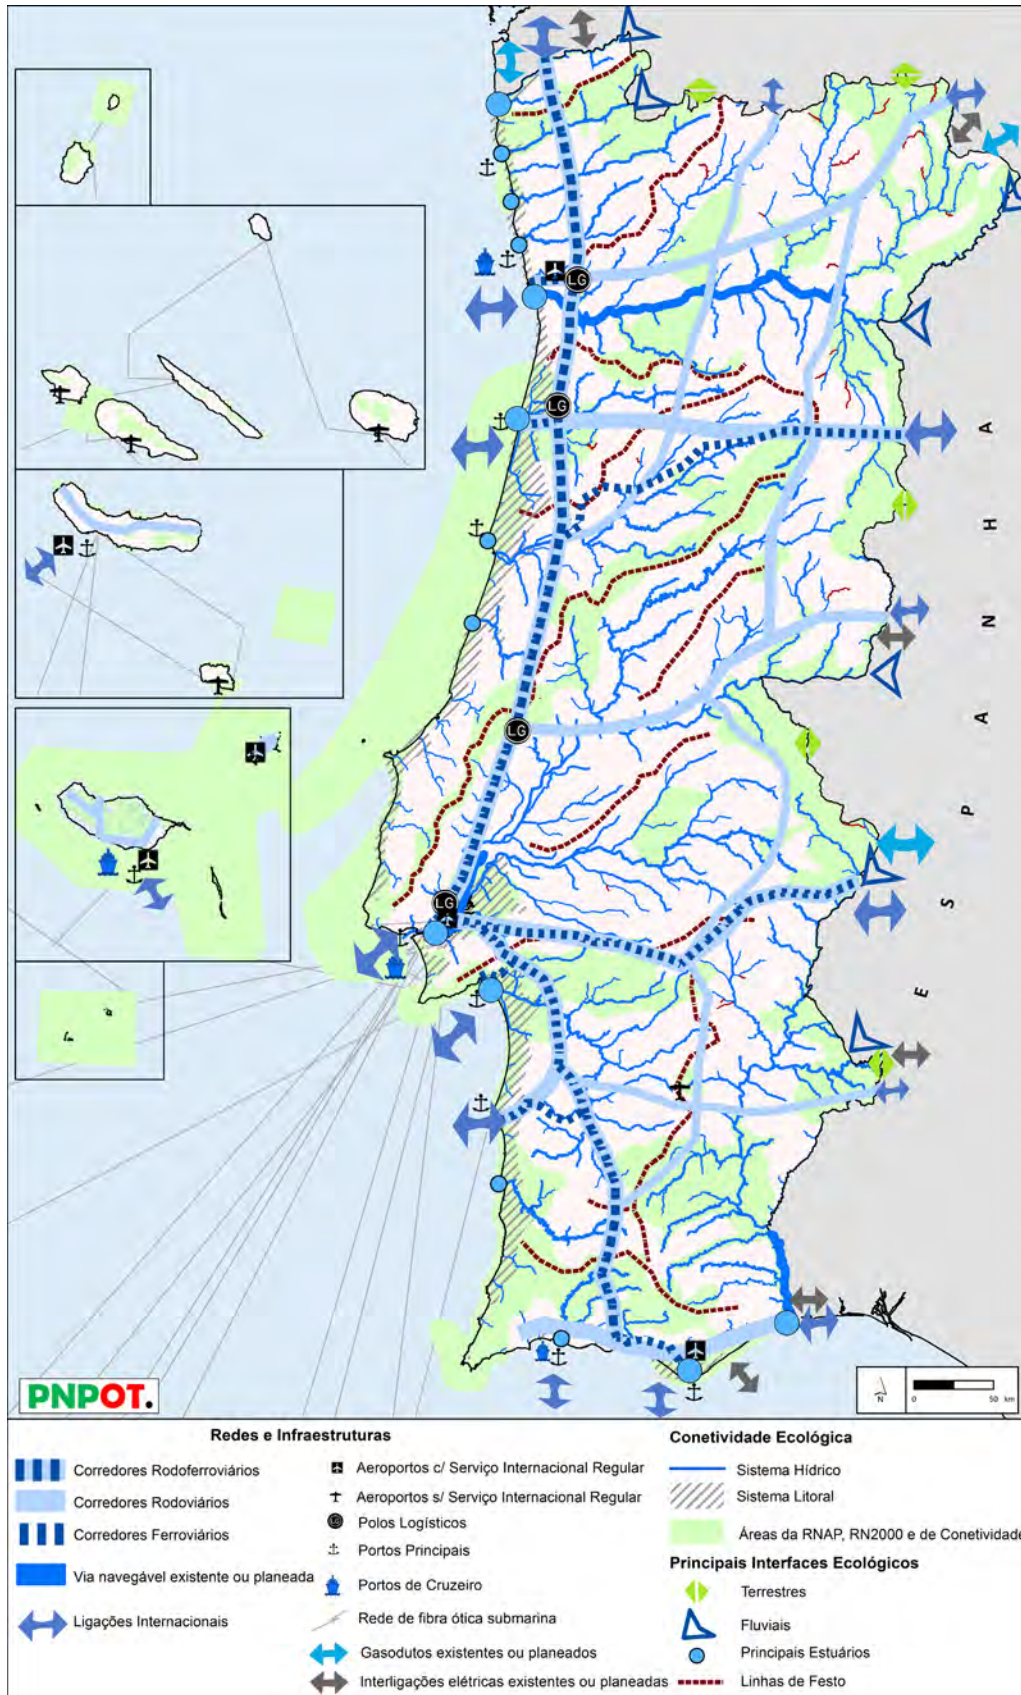 LG
LG
LG
LG
ESPANHA
PNPOT.
N
0 50 km
Redes e Infraestruturas
Corredores Rodoferroviários
Corredores Rodoviários
Corredores Ferroviários
Via navegável existente ou planeada
Ligações Internacionais
Aeroportos c/ Serviço Internacional Regular
Aeroportos s/ Serviço Internacional Regular
LG Polos Logísticos
Portos Principais
Portos de Cruzeiro
Rede de fibra ótica submarina
Gasodutos existentes ou planeados
Interligações elétricas existentes ou planeadas
Conetividade Ecológica
Sistema Hídrico
Sistema Litoral
Áreas da RNAP, RN2000 e de Conetividade
Principais Interfaces Ecológicos
Terrestres
Fluviais
Principais Estuários
Linhas de Festo